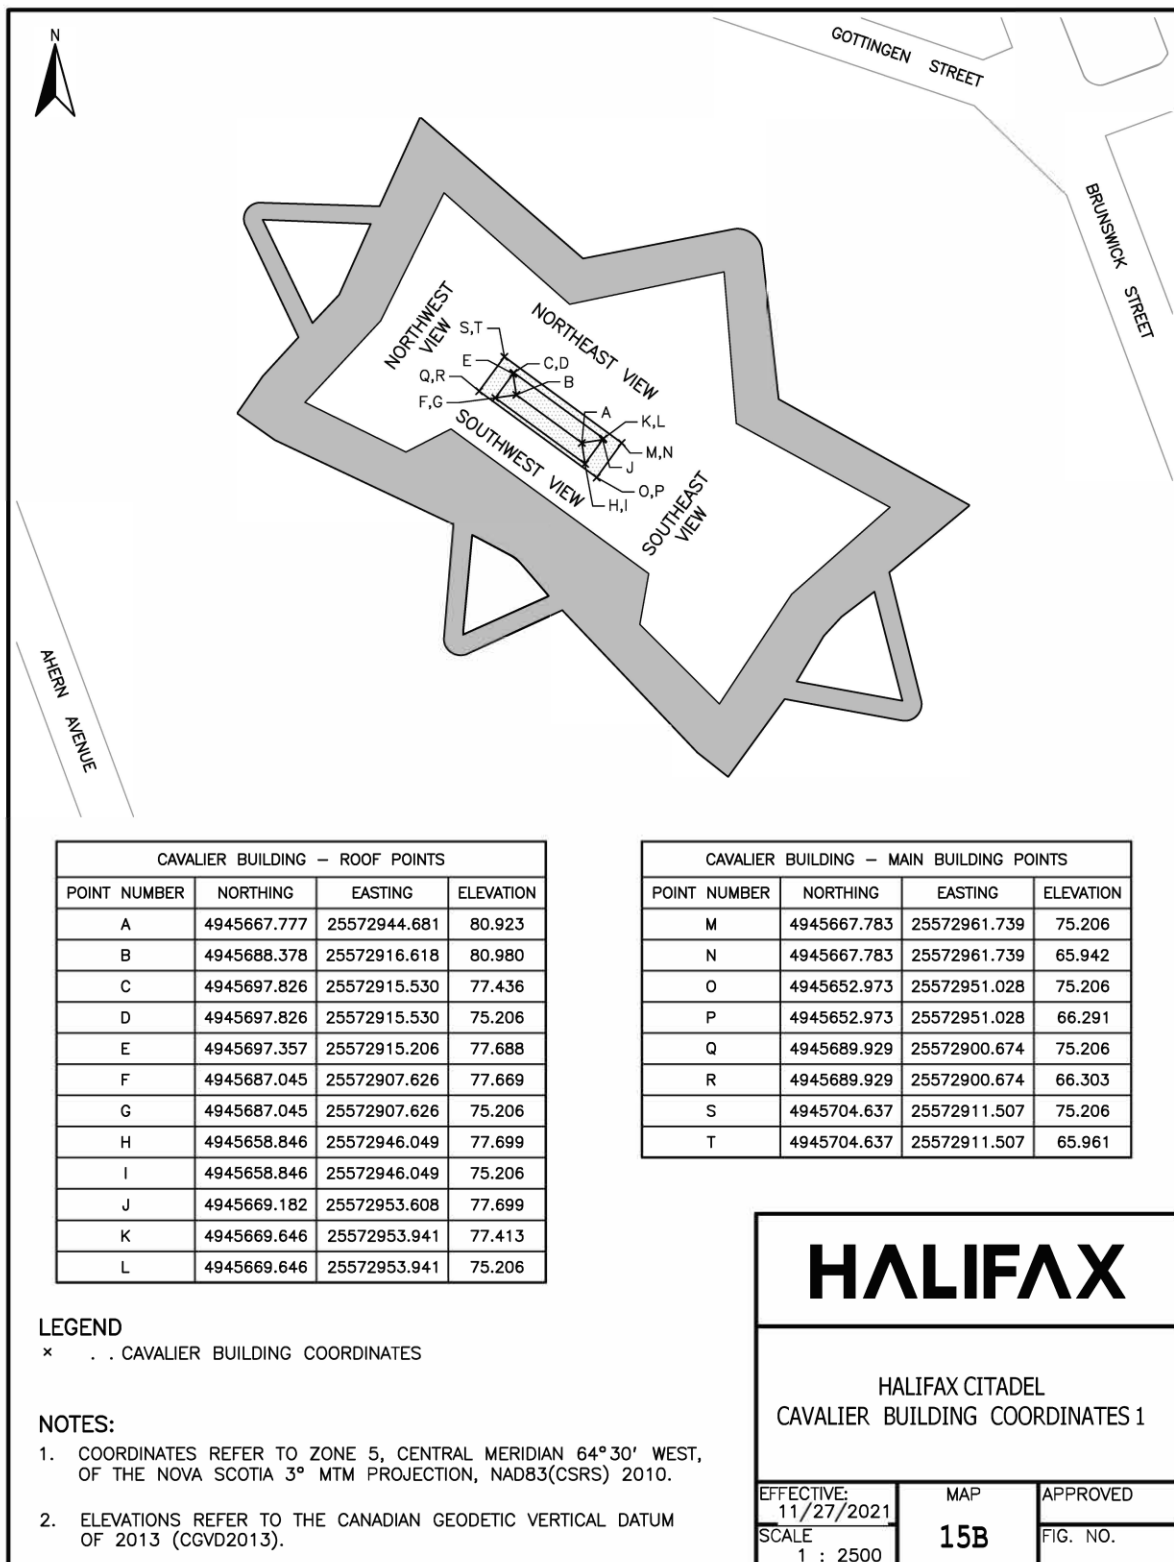 N
GOTTINGEN STREET
BRUNSWICK STREET
NORTHWEST
VIEW
S,T
NORTHEAST VIEW
E
C,D
Q,R
B
F,G
A
K,L
SOUTHWEST VIEW
M,N
J
O,P
H,I
SOUTHEAST
VIEW
AHERN AVENUE
CAVALIER BUILDING – ROOF POINTS
POINT NUMBER NORTHING EASTING ELEVATION
A 4945667.777 25572944.681 80.923
B 4945688.378 25572916.618 80.980
C 4945697.826 25572915.530 77.436
D 4945697.826 25572915.530 75.206
E 4945697.357 25572915.206 77.688
F 4945687.045 25572907.626 77.669
G 4945687.045 25572907.626 75.206
H 4945658.846 25572946.049 77.699
I 4945658.846 25572946.049 75.206
J 4945669.182 25572953.608 77.699
K 4945669.646 25572953.941 77.413
L 4945669.646 25572953.941 75.206
CAVALIER BUILDING – MAIN BUILDING POINTS
POINT NUMBER NORTHING EASTING ELEVATION
M 4945667.783 25572961.739 75.206
N 4945667.783 25572961.739 65.942
O 4945652.973 25572951.028 75.206
P 4945652.973 25572951.028 66.291
Q 4945689.929 25572900.674 75.206
R 4945689.929 25572900.674 66.303
S 4945704.637 25572911.507 75.206
T 4945704.637 25572911.507 65.961
LEGEND
× . . CAVALIER BUILDING COORDINATES
NOTES:
1. COORDINATES REFER TO ZONE 5, CENTRAL MERIDIAN 64°30' WEST,
OF THE NOVA SCOTIA 3° MTM PROJECTION, NAD83(CSRS) 2010.
2. ELEVATIONS REFER TO THE CANADIAN GEODETIC VERTICAL DATUM
OF 2013 (CGVD2013).
HALIFAX
HALIFAX CITADEL
CAVALIER BUILDING COORDINATES 1
EFFECTIVE:
11/27/2021
MAP
15B
APPROVED
SCALE
1 : 2500
FIG. NO.